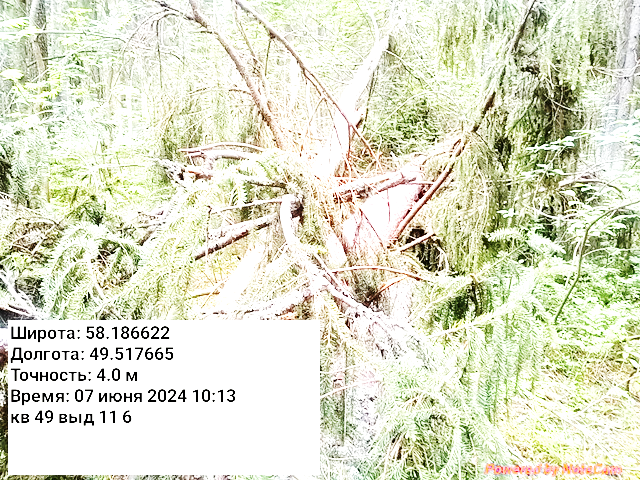 Широта: 58.186622
Долгота: 49.517665
Точность: 4.0 м
Время: 07 июня 2024 10:13
кв 49 выд 11 6
Powered by NoteCam